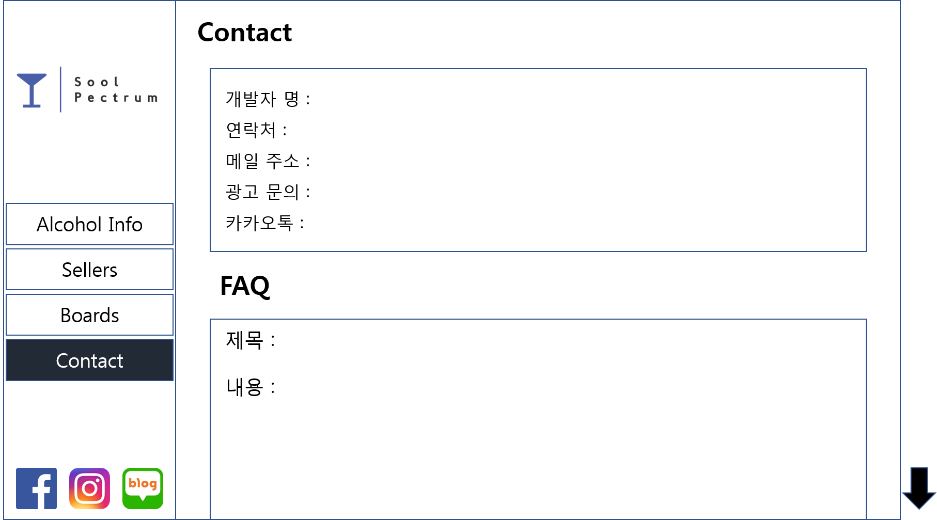 Sool
Pectrum
Alcohol Info
Sellers
Boards
Contact
blog
Contact
개발자 명 :
연락처 :
메일 주소 :
광고 문의 :
카카오톡 :
FAQ
제목 :
내용 :